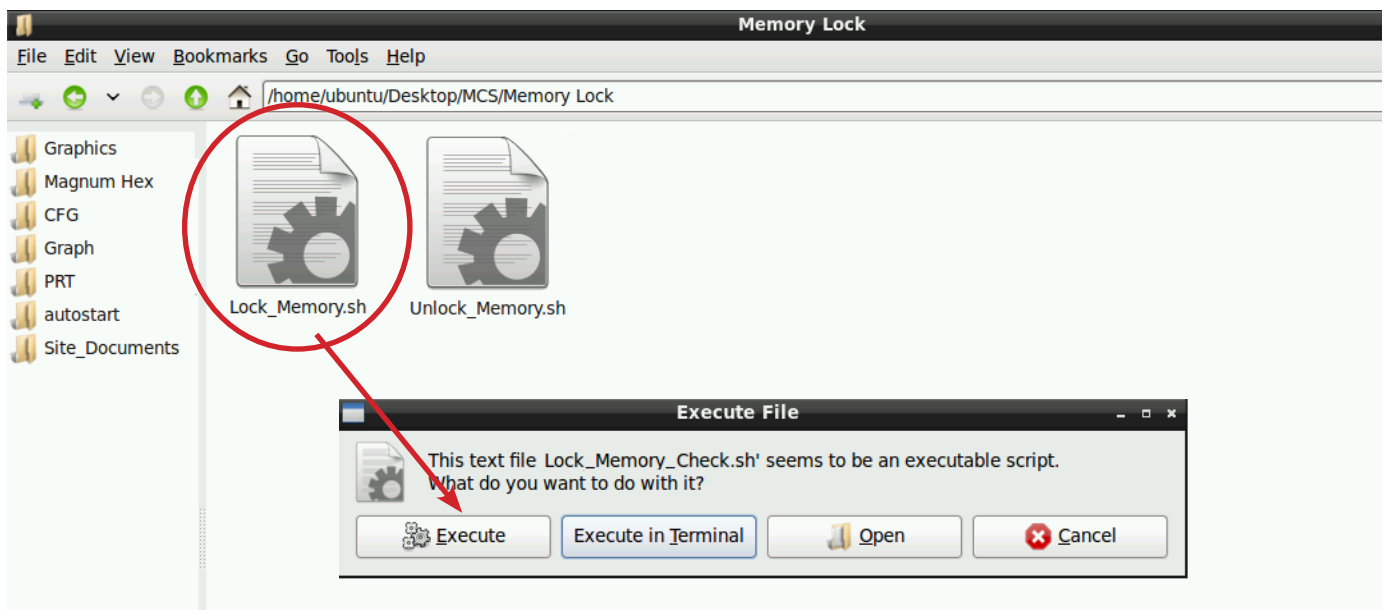 Memory Lock
File Edit View Bookmarks Go Tools Help
/home/ubuntu/Desktop/MCS/Memory Lock
Graphics
Magnum Hex
CFG
Graph
PRT
autostart
Site_Documents
Lock_Memory.sh Unlock_Memory.sh
Execute File
This text file Lock_Memory_Check.sh' seems to be an executable script.
What do you want to do with it?
Execute Execute in Terminal Open Cancel